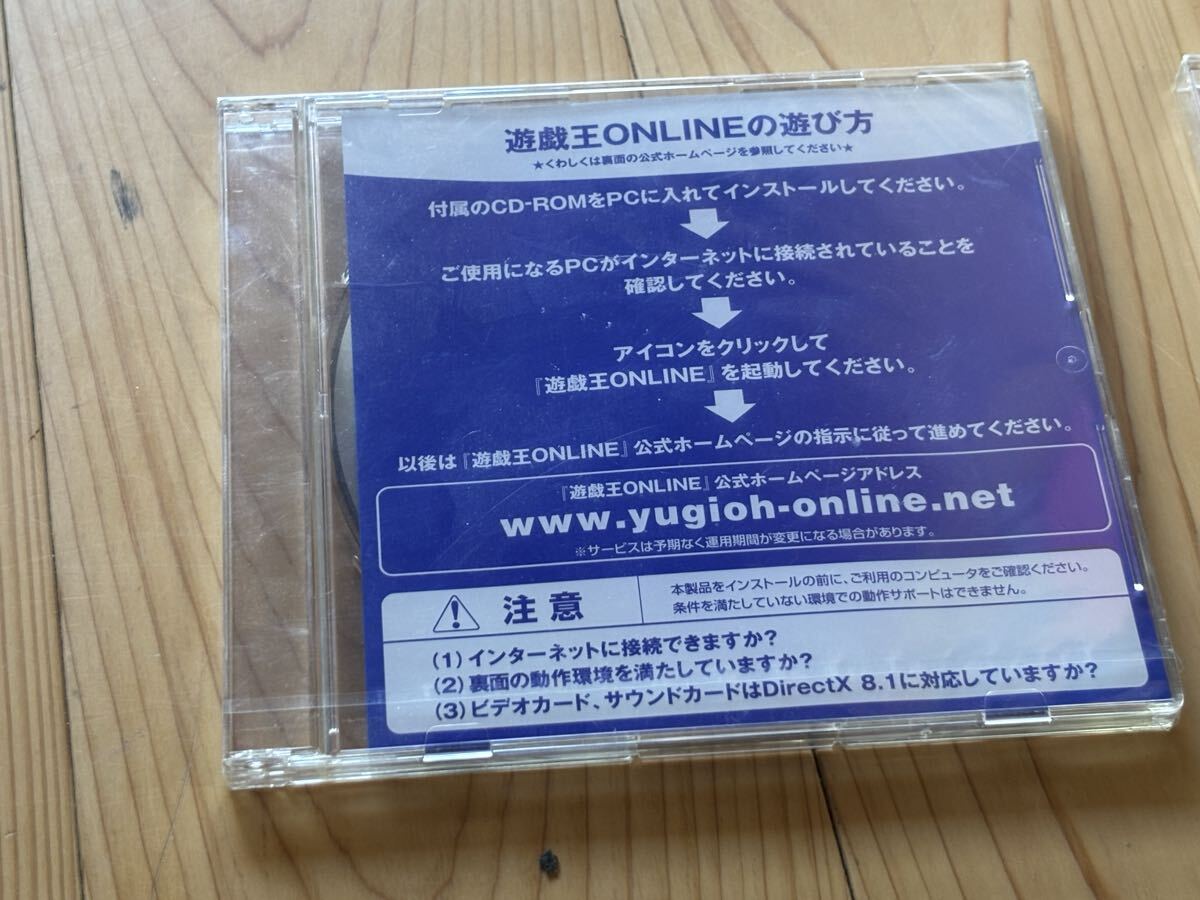 遊戯王ONLINEの遊び方
★くわしくは裏面の公式ホームページを参照してください★
付属のCD-ROMをPCに入れてインストールしてください。
ご使用になるPCがインターネットに接続されていることを
確認してください。
アイコンをクリックして
『遊戯王ONLINE』を起動してください。
以後は『遊戯王ONLINE』公式ホームページの指示に従って進めてください。
『遊戯王ONLINE』公式ホームページアドレス
www.yugioh-online.net
※サービスは予期なく運用期間が変更になる場合があります。
注意
本製品をインストールの前に、ご利用のコンピュータをご確認ください。
条件を満たしていない環境での動作サポートはできません。
(1)インターネットに接続できますか?
(2)裏面の動作環境を満たしていますか?
(3)ビデオカード、サウンドカードはDirectX 8.1に対応していますか?